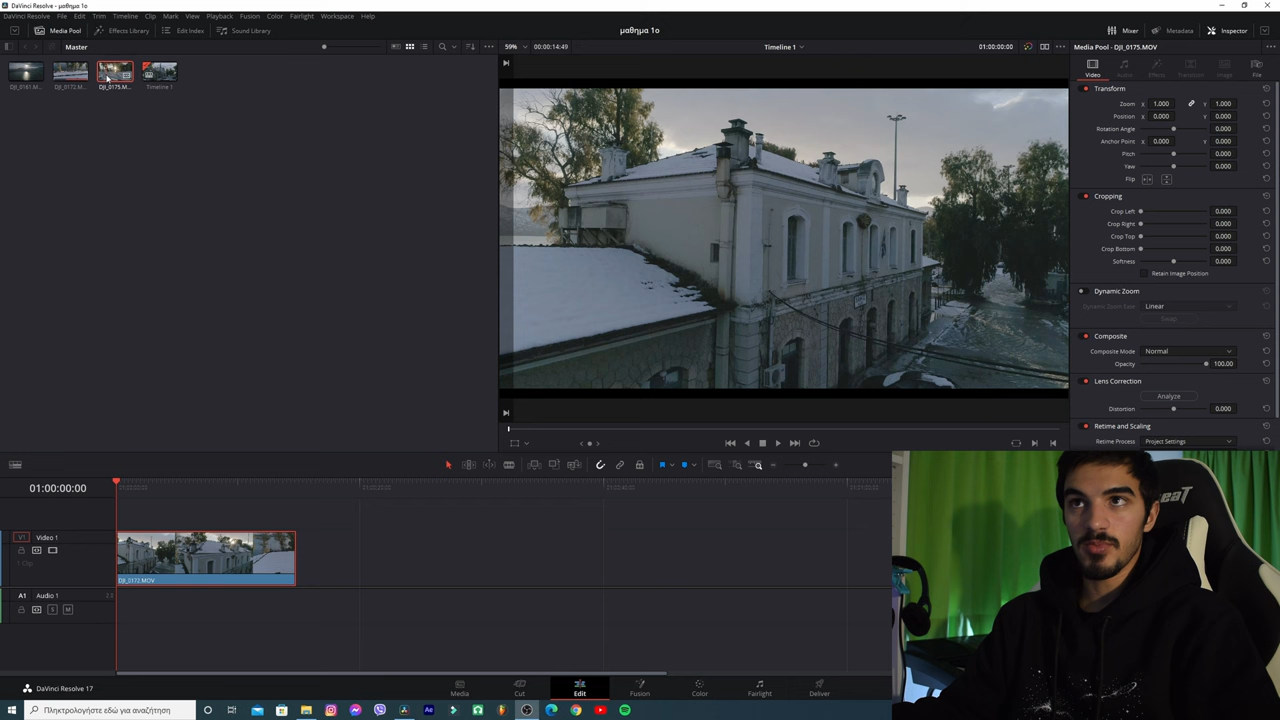 DaVinci Resolve - μαθημα 1ο
DaVinci Resolve File Edit Trim Timeline Clip Mark View Playback Fusion Color Fairlight Workspace Help
Media Pool Effects Library Edit Index Sound Library μαθημα 1ο Mixer Metadata Inspector
Master 59% 00:00:14:49 Timeline 1 01:00:00:00 Media Pool - DJI_0175.MOV
Video Audio Effects Transition Image File
DJI_0161.M... DJI_0172.M... DJI_0175.M... Timeline 1
Transform
Zoom X 1.000 Y 1.000
Position X 0.000 Y 0.000
Rotation Angle 0.000
Anchor Point X 0.000 Y 0.000
Pitch 0.000
Yaw 0.000
Flip
Cropping
Crop Left 0.000
Crop Right 0.000
Crop Top 0.000
Crop Bottom 0.000
Softness 0.000
Retain Image Position
Dynamic Zoom
Dynamic Zoom Ease Linear
Swap
Composite
Composite Mode Normal
Opacity 100.00
Lens Correction
Analyze
Distortion 0.000
Retime and Scaling
Retime Process Project Settings
01:00:00:00
V1 Video 1
1 Clip
DJI_0172.MOV
A1 Audio 1 2.0
S M
DaVinci Resolve 17 Media Cut Edit Fusion Color Fairlight Deliver
Πληκτρολογήστε εδώ για αναζήτηση